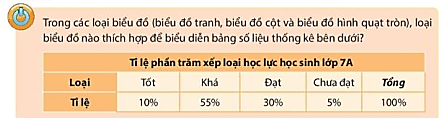 Trong các loại biểu đồ (biểu đồ tranh, biểu đồ cột và biểu đồ hình quạt tròn), loại
biểu đồ nào thích hợp để biểu diễn bảng số liệu thống kê bên dưới?
Tỉ lệ phần trăm xếp loại học lực học sinh lớp 7A
Loại Tốt Khá Đạt Chưa đạt Tổng
Tỉ lệ 10% 55% 30% 5% 100%